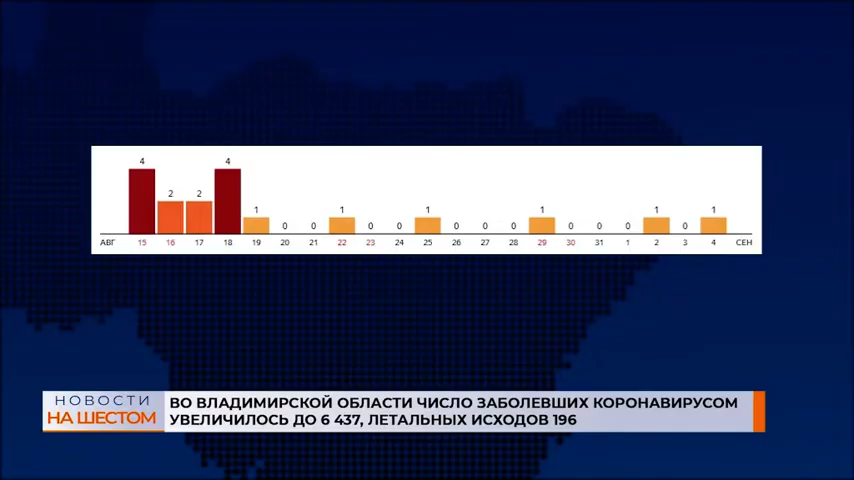 4 2 2 4 1 0 0 1 0 0 1 0 0 0 1 0 0 0 1 0 1
АВГ 15 16 17 18 19 20 21 22 23 24 25 26 27 28 29 30 31 1 2 3 4 СЕН
НОВОСТИ
НА ШЕСТОМ
ВО ВЛАДИМИРСКОЙ ОБЛАСТИ ЧИСЛО ЗАБОЛЕВШИХ КОРОНАВИРУСОМ
УВЕЛИЧИЛОСЬ ДО 6 437, ЛЕТАЛЬНЫХ ИСХОДОВ 196